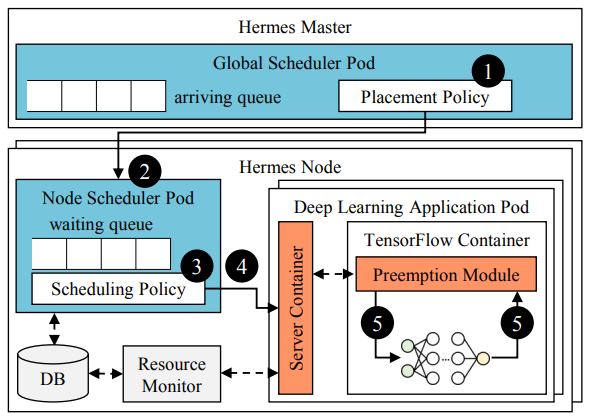 Hermes Master
Global Scheduler Pod
1
arriving queue
Placement Policy
2
Hermes Node
Node Scheduler Pod
waiting queue
3
4
Scheduling Policy
Deep Learning Application Pod
TensorFlow Container
Server Container
Preemption Module
5
5
...
DB
Resource
Monitor